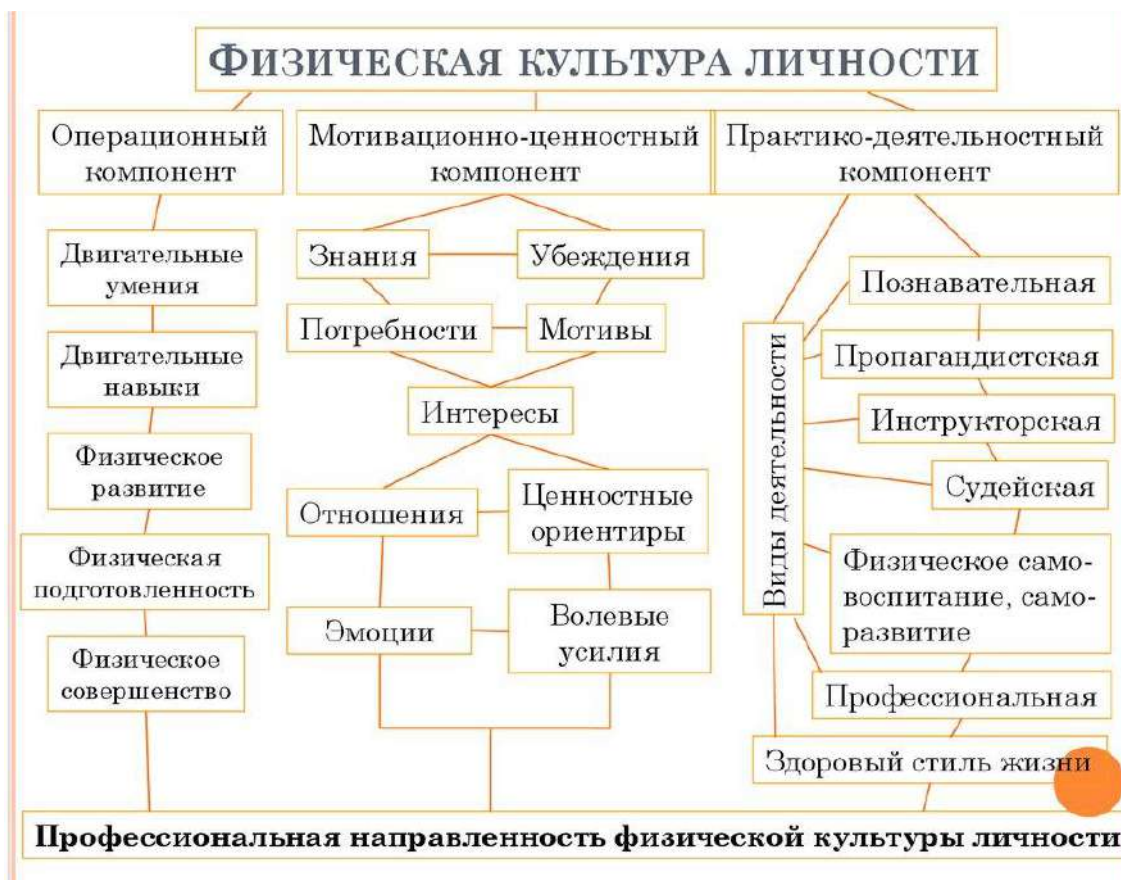 ФИЗИЧЕСКАЯ КУЛЬТУРА ЛИЧНОСТИ
Операционный
компонент
Двигательные
умения
Двигательные
навыки
Физическое
развитие
Физическая
подготовленность
Физическое
совершенство
Мотивационно-ценностный
компонент
Знания
Убеждения
Потребности
Мотивы
Интересы
Отношения
Ценностные
ориентиры
Эмоции
Волевые
усилия
Практико-деятельностный
компонент
Виды деятельности
Познавательная
Пропагандистская
Инструкторская
Судейская
Физическое само-
воспитание, само-
развитие
Профессиональная
Здоровый стиль жизни
Профессиональная направленность физической культуры личности